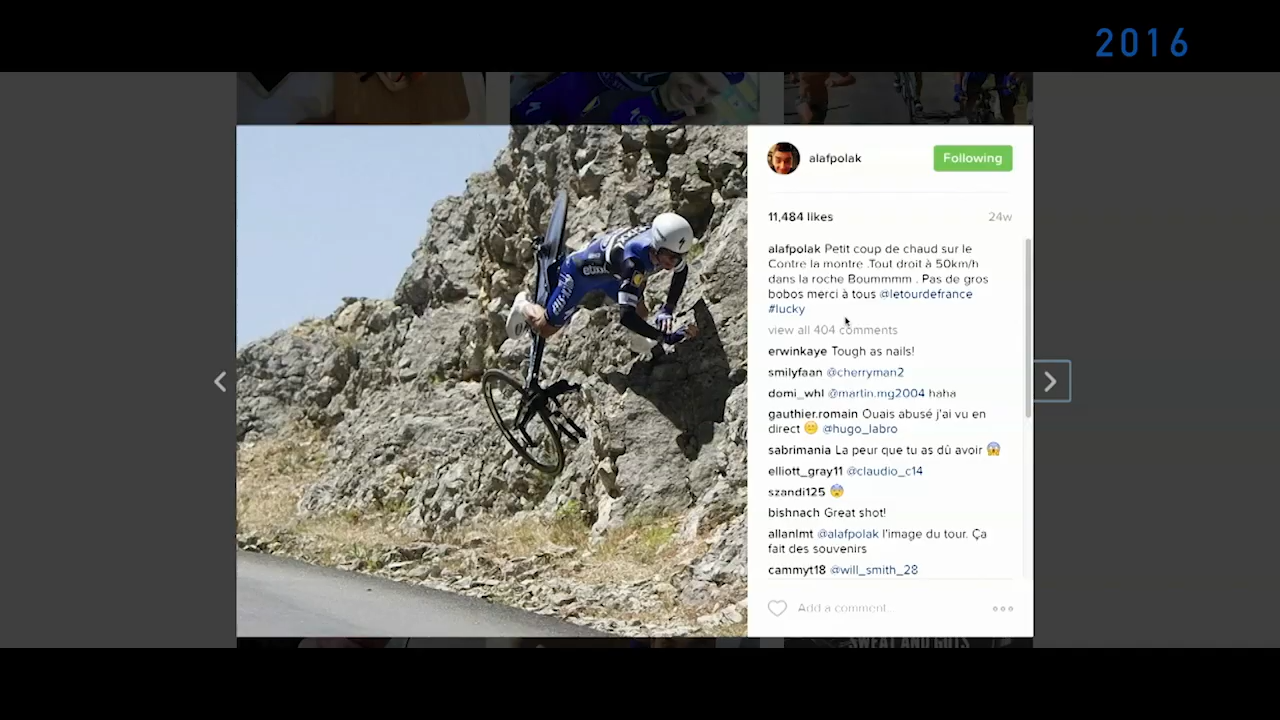 2016
alafpolak
Following
11,484 likes
24w
alafpolak Petit coup de chaud sur le
Contre la montre .Tout droit à 50km/h
dans la roche Boummmm . Pas de gros
bobos merci à tous @letourdefrance
#lucky
view all 404 comments
erwinkaye Tough as nails!
smilyfaan @cherryman2
domi_whl @martin.mg2004 haha
gauthier.romain Ouais abusé j'ai vu en
direct 😕 @hugo_labro
sabrimania La peur que tu as dû avoir 😱
elliott_gray11 @claudio_c14
szandi125 😨
bishnach Great shot!
allanlmt @alafpolak l'image du tour. Ça
fait des souvenirs
cammyt18 @will_smith_28
Add a comment...
etixx
SWEAT AND GUTS